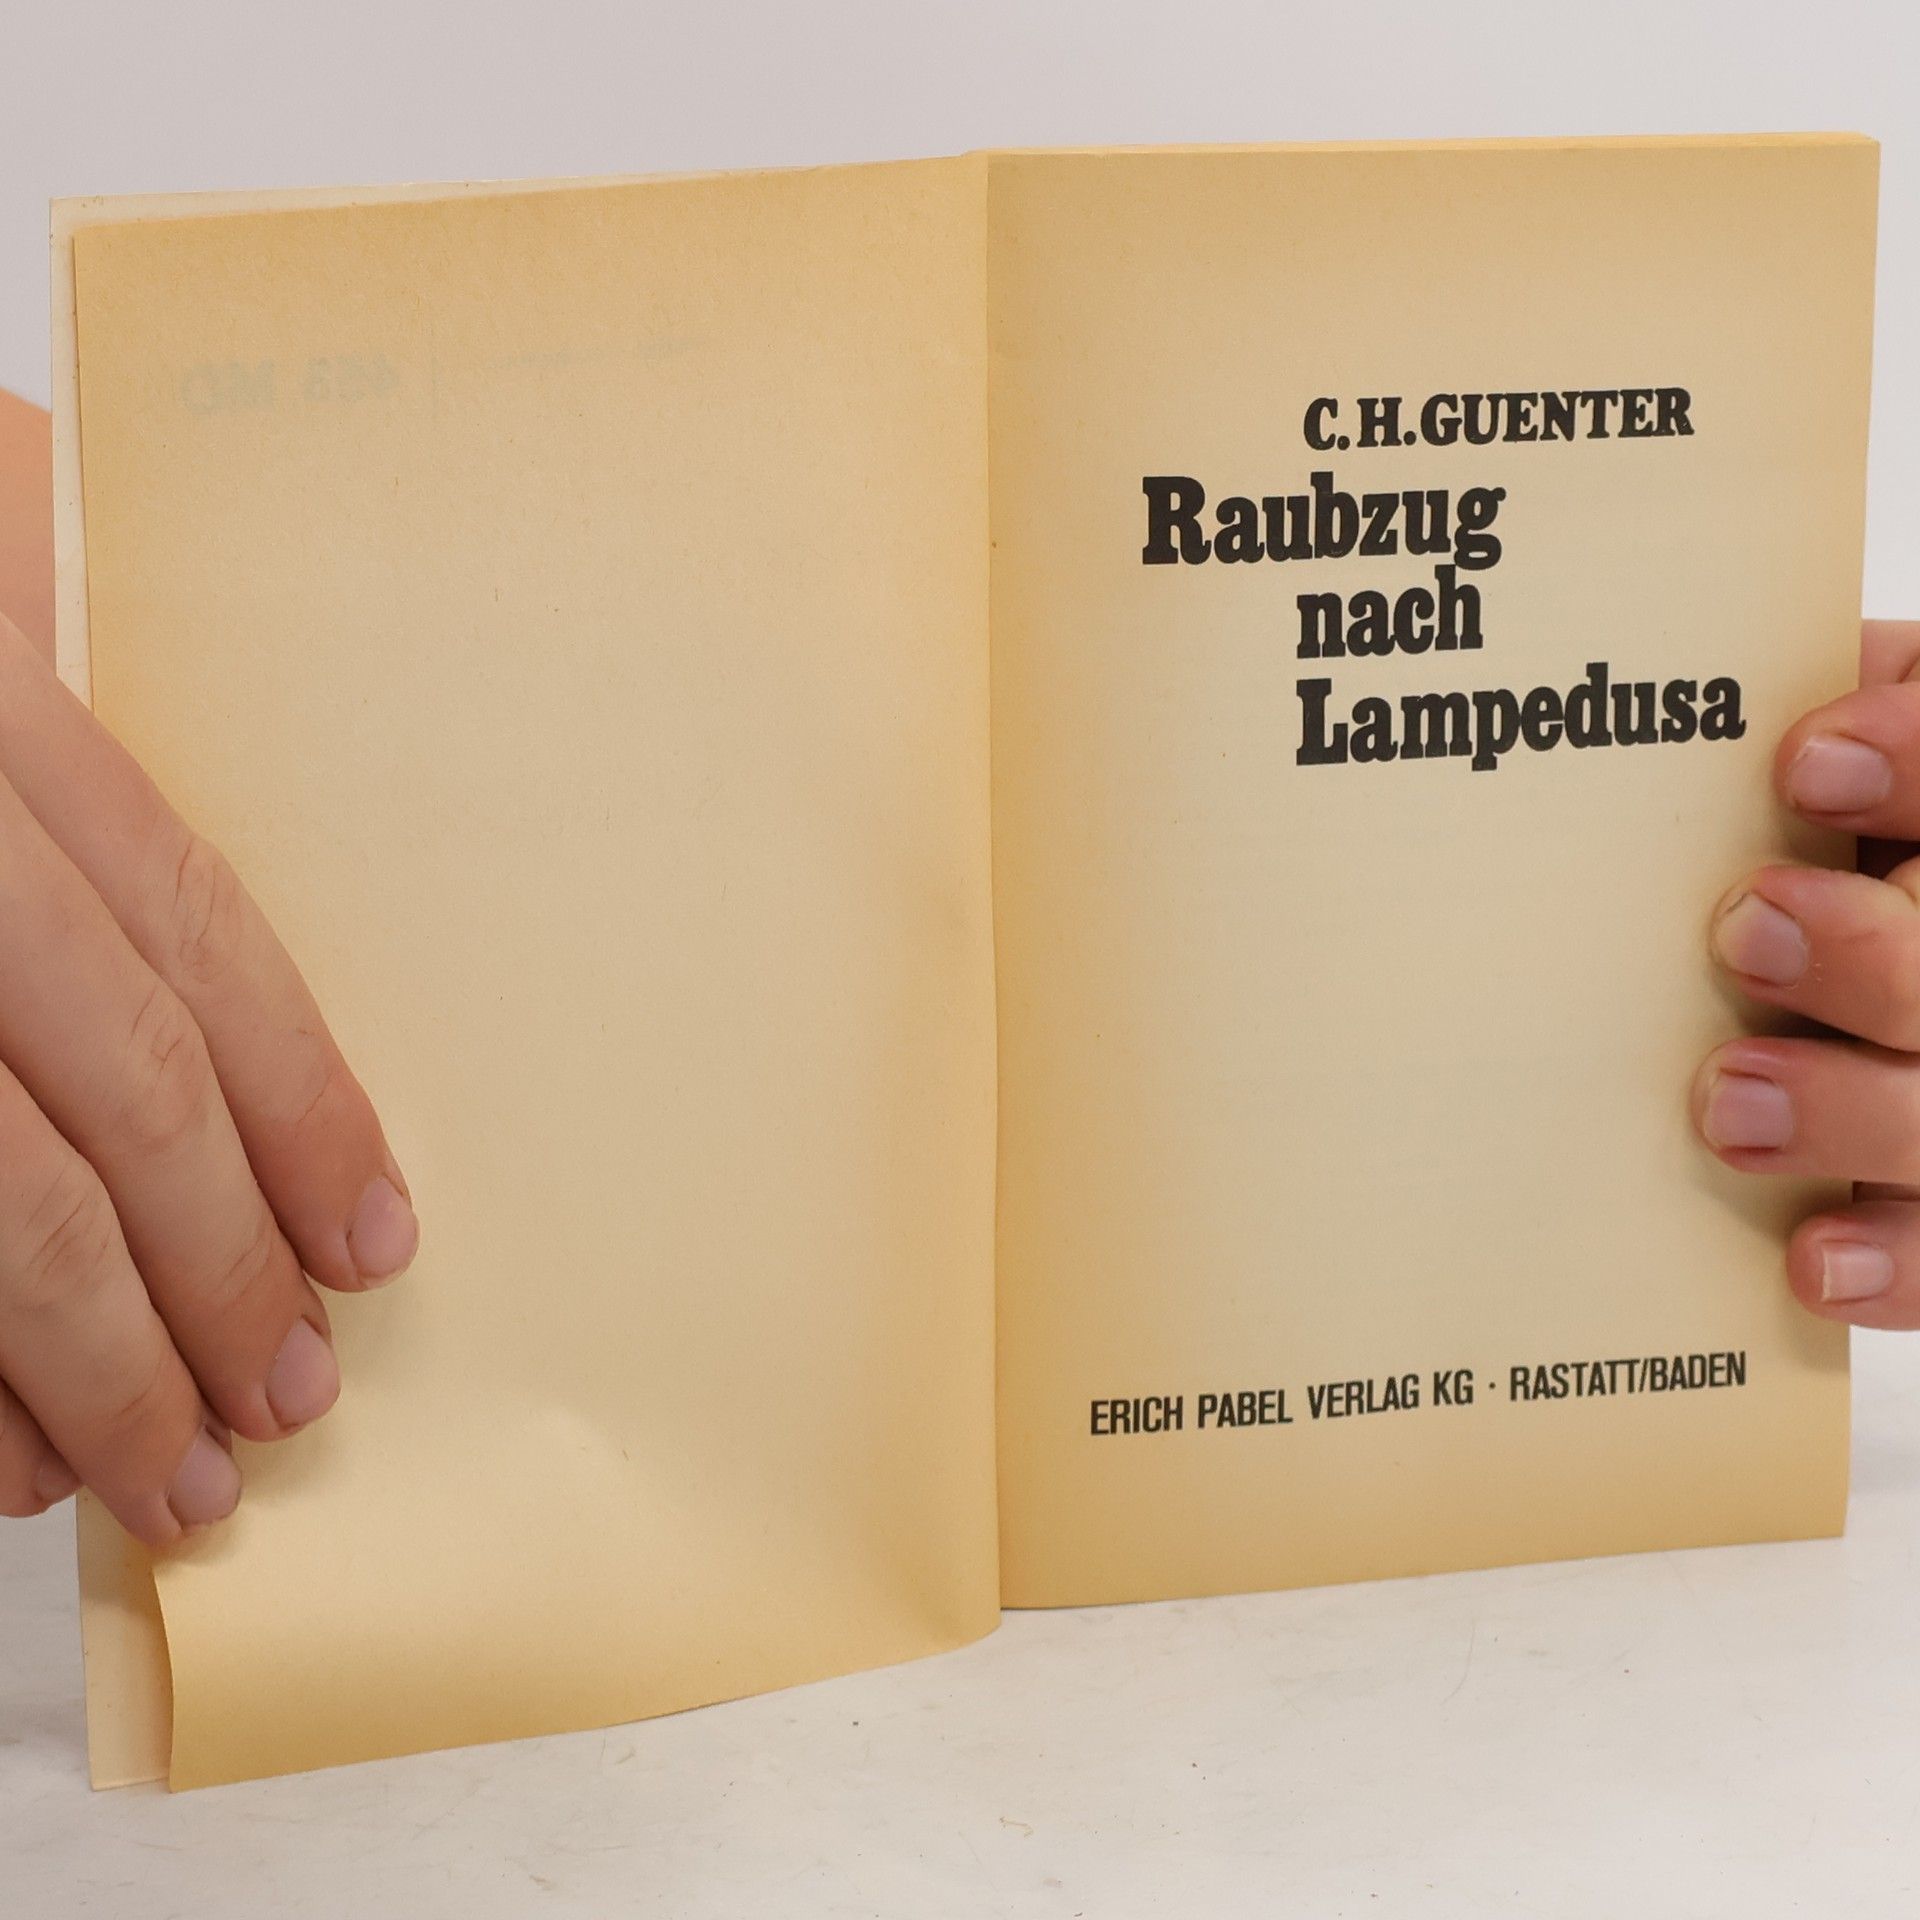 C.H.GUENTER
Raubzug
nach
Lampedusa
ERICH PABEL VERLAG KG · RASTATT/BADEN